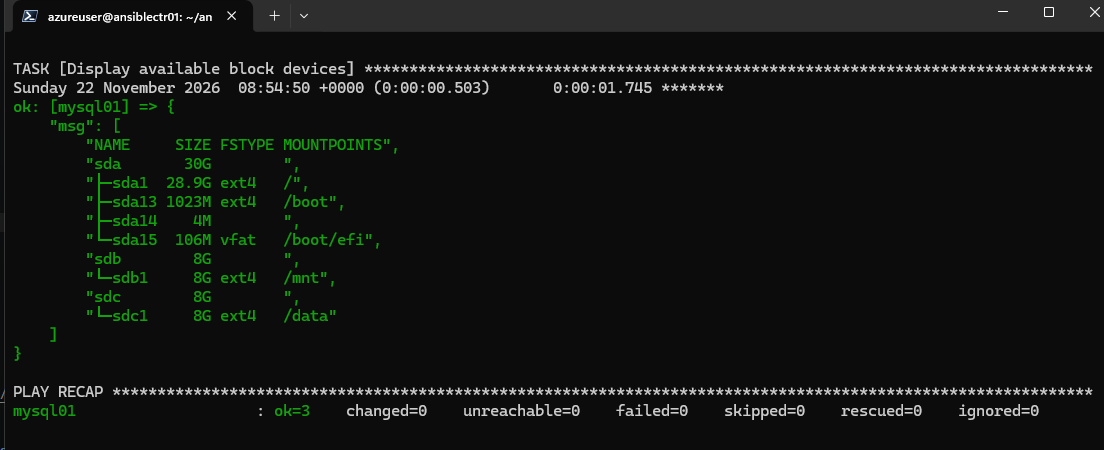 azureuser@ansiblectr01: ~/an
TASK [Display available block devices] *********************************************************************************
Sunday 22 November 2026  08:54:50 +0000 (0:00:00.503)       0:00:01.745 *******
ok: [mysql01] => {
    "msg": [
        "NAME     SIZE FSTYPE MOUNTPOINTS",
        "sda       30G        ",
        "├─sda1  28.9G ext4   /",
        "├─sda13 1023M ext4   /boot",
        "├─sda14    4M        ",
        "└─sda15  106M vfat   /boot/efi",
        "sdb        8G        ",
        "└─sdb1     8G ext4   /mnt",
        "sdc        8G        ",
        "└─sdc1     8G ext4   /data"
    ]
}
PLAY RECAP *************************************************************************************************************
mysql01                    : ok=3    changed=0    unreachable=0    failed=0    skipped=0    rescued=0    ignored=0